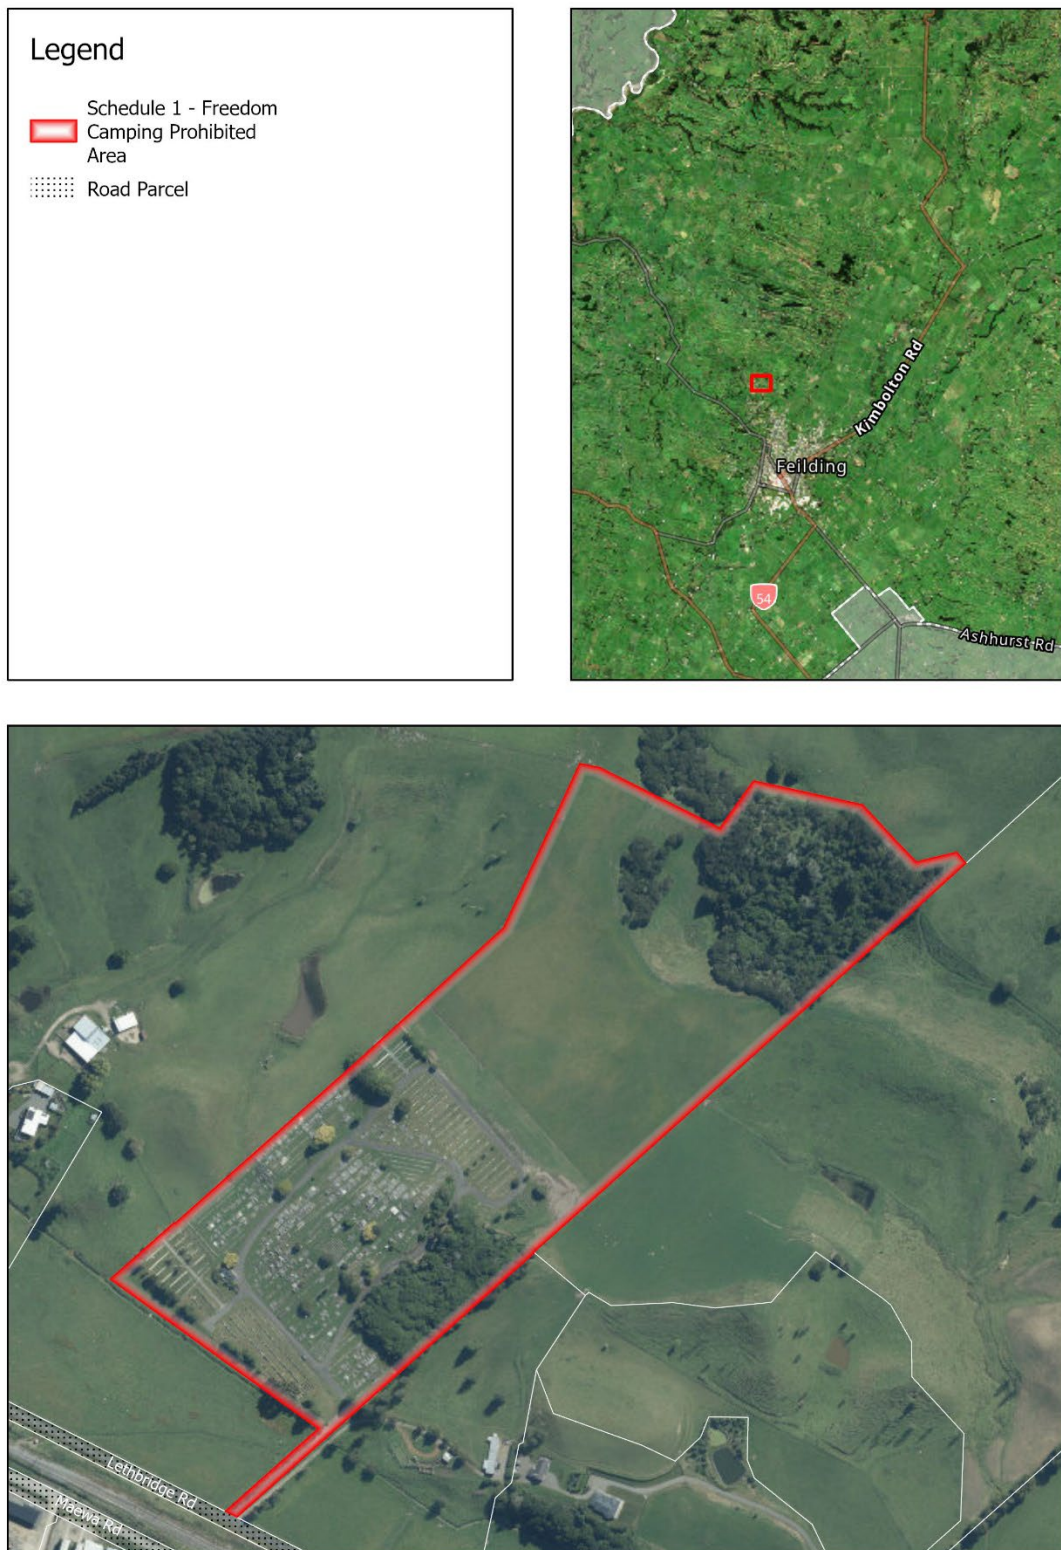 Legend
Schedule 1 - Freedom
Camping Prohibited
Area
Road Parcel
Kimbolton Rd
Feilding
54
Ashhurst Rd
Lethbridge Rd
Maewa Rd